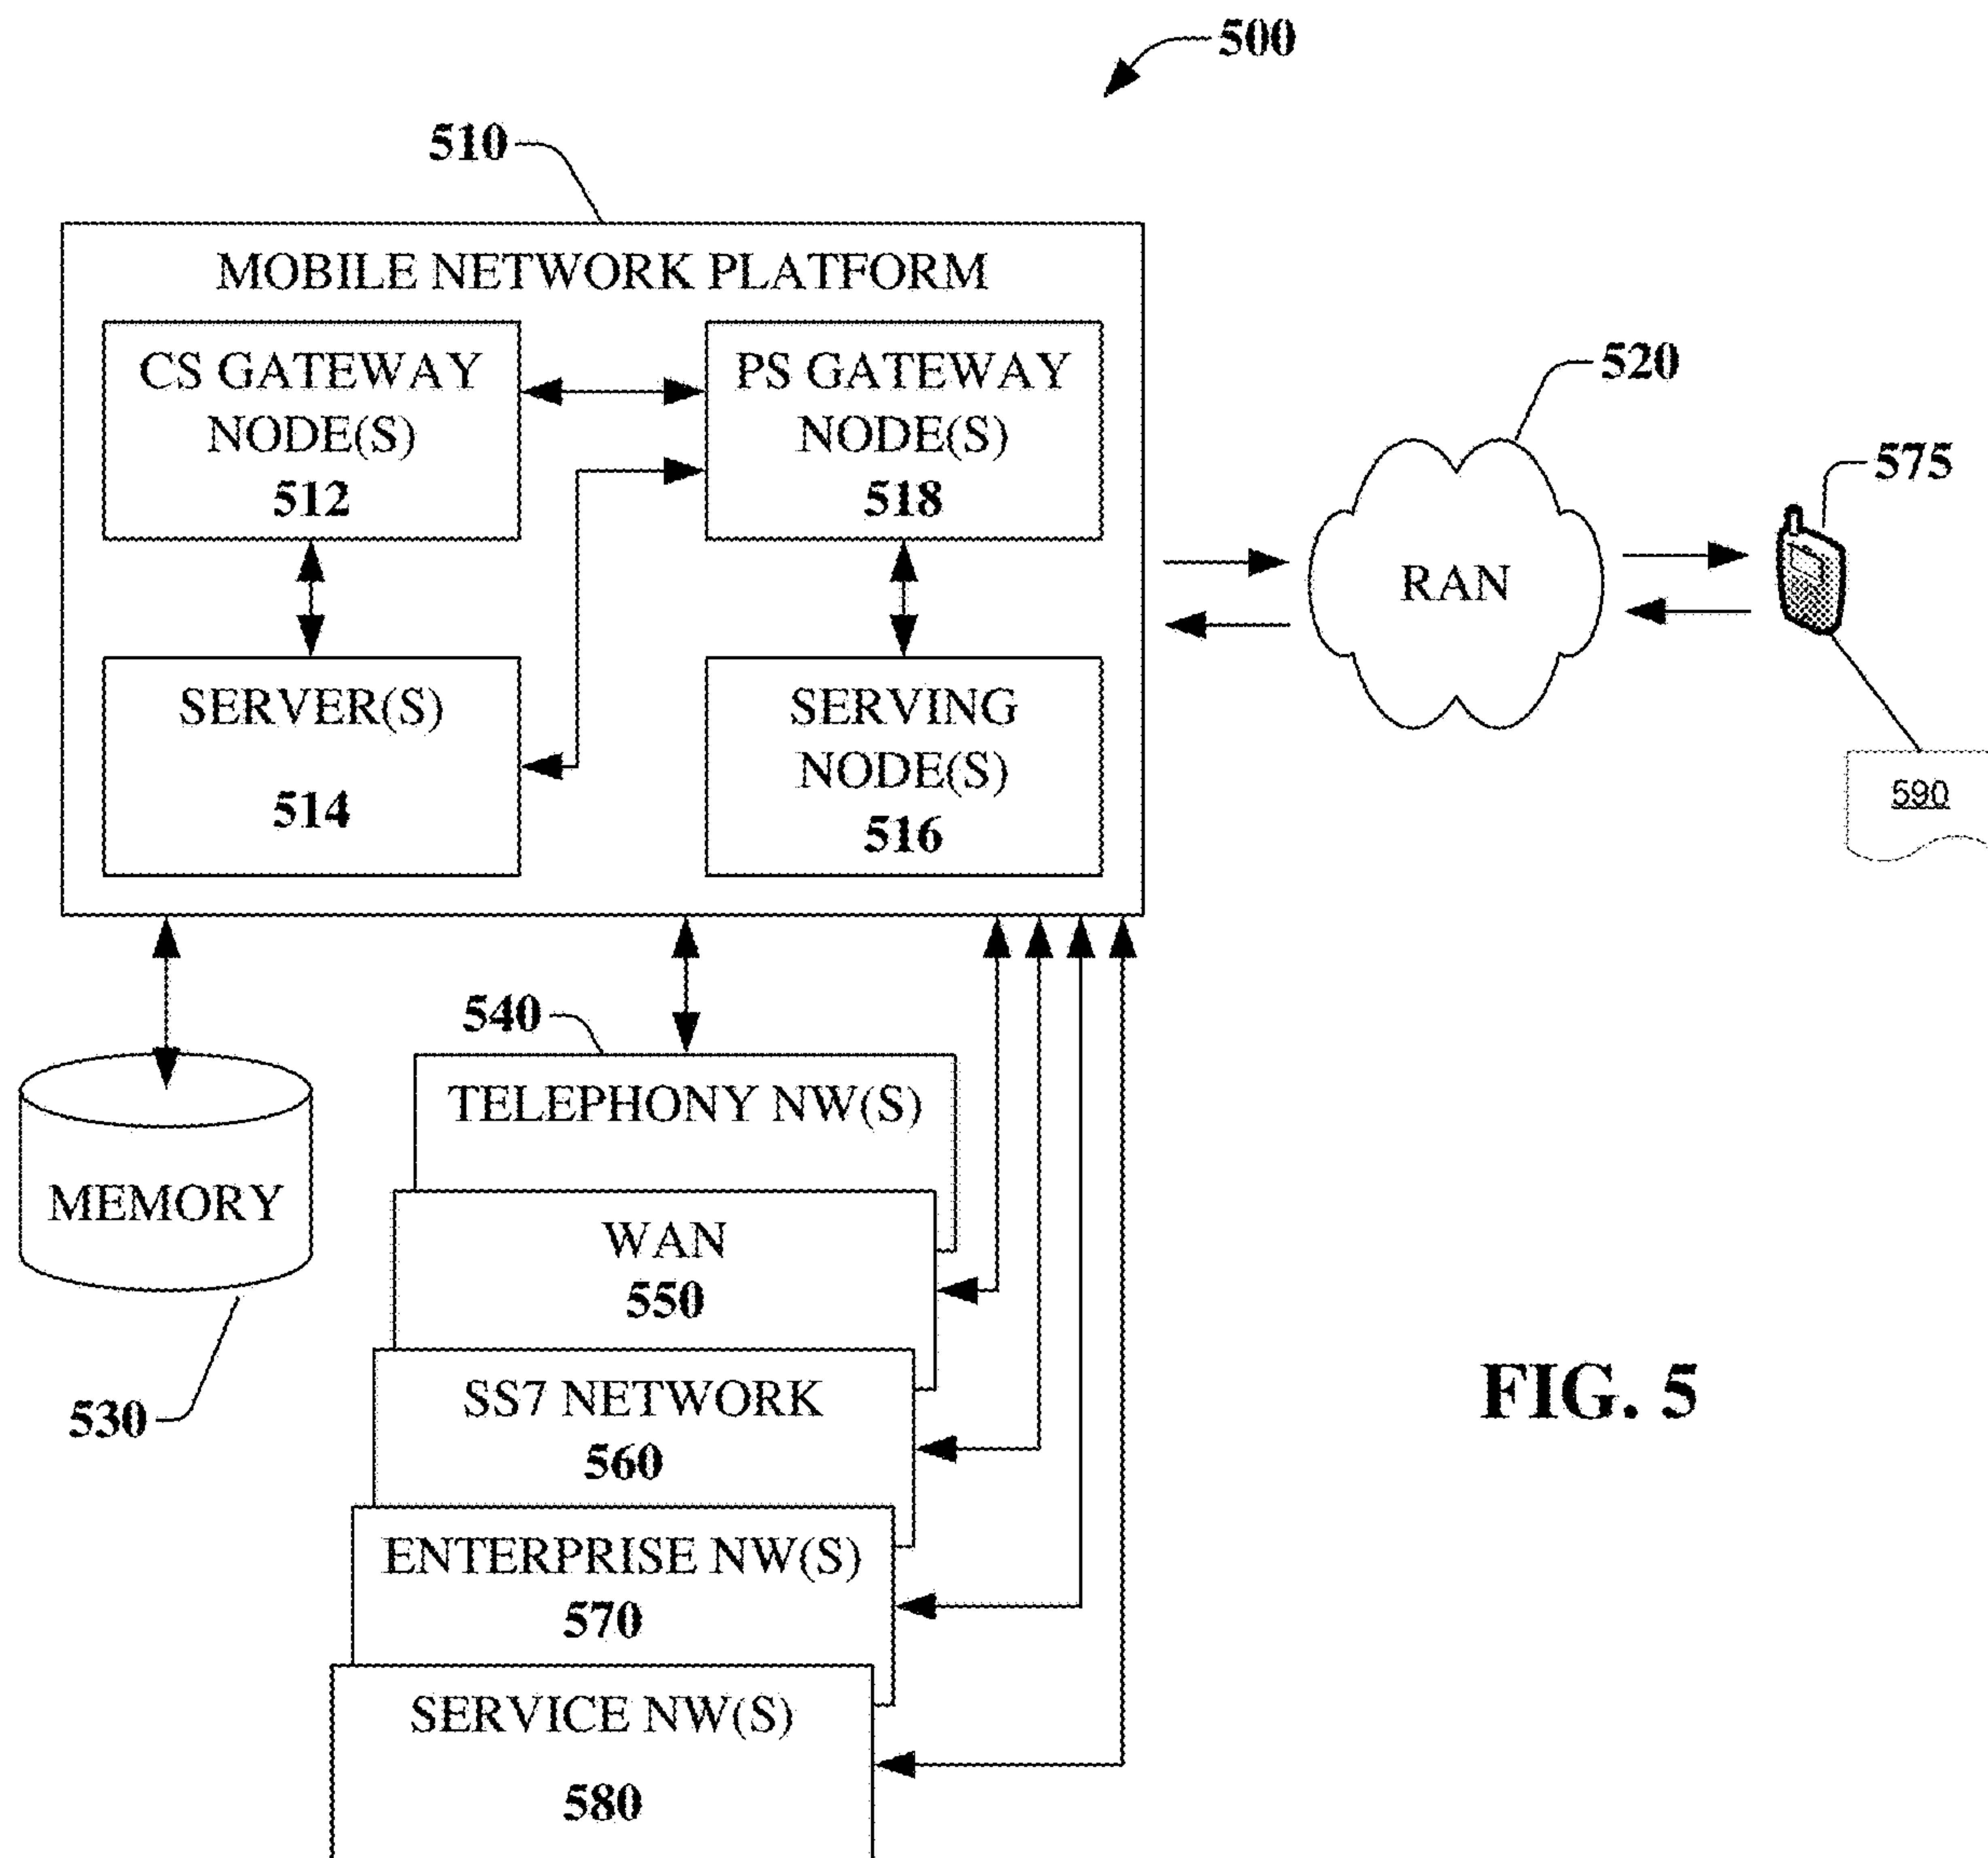 500
510
MOBILE NETWORK PLATFORM
CS GATEWAY
NODE(S)
512
PS GATEWAY
NODE(S)
518
SERVER(S)
514
SERVING
NODE(S)
516
520
RAN
575
590
540
TELEPHONY NW(S)
MEMORY
530
WAN
550
SS7 NETWORK
560
ENTERPRISE NW(S)
570
SERVICE NW(S)
580
FIG. 5